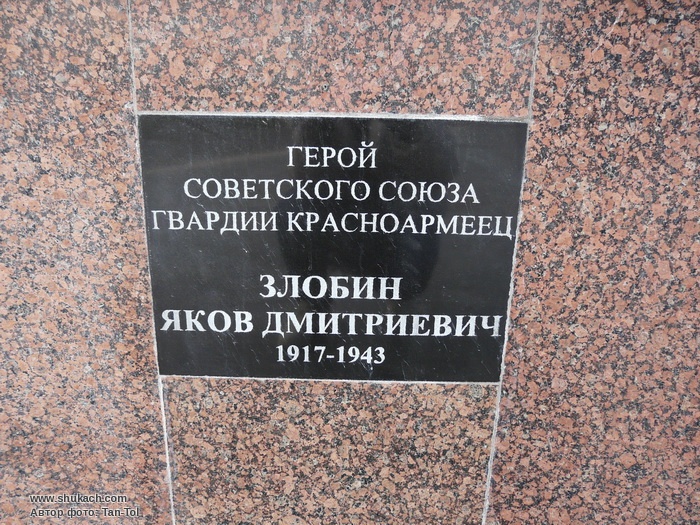 ГЕРОЙ
СОВЕТСКОГО СОЮЗА
ГВАРДИИ КРАСНОАРМЕЕЦ
ЗЛОБИН
ЯКОВ ДМИТРИЕВИЧ
1917-1943
www.shukach.com
Автор фото: Tan-Tol